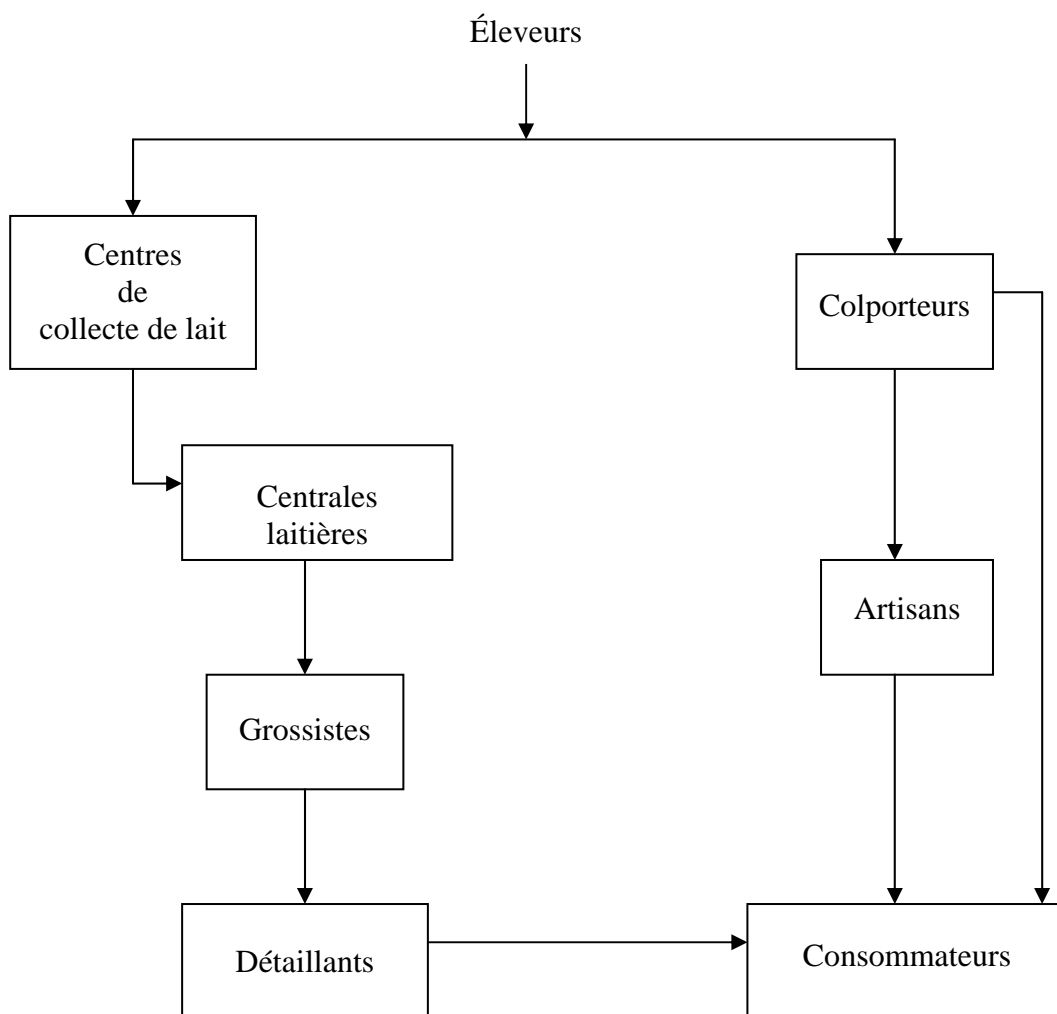 Éleveurs
Centres
de
collecte de lait
Colporteurs
Centrales
laitières
Artisans
Grossistes
Détaillants
Consommateurs